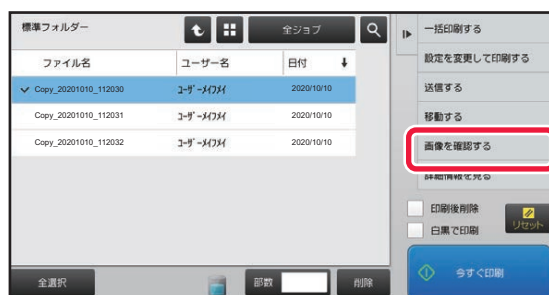 標準フォルダー
全ジョブ
ファイル名 ユーザー名 日付
Copy_20201010_112030 ユーザーメイ/メイ 2020/10/10
Copy_20201010_112031 ユーザーメイ/メイ 2020/10/10
Copy_20201010_112032 ユーザーメイ/メイ 2020/10/10
全選択 部数 削除
一括印刷する
設定を変更して印刷する
送信する
移動する
画像を確認する
詳細情報を見る
印刷後削除
白黒で印刷
リセット
今すぐ印刷